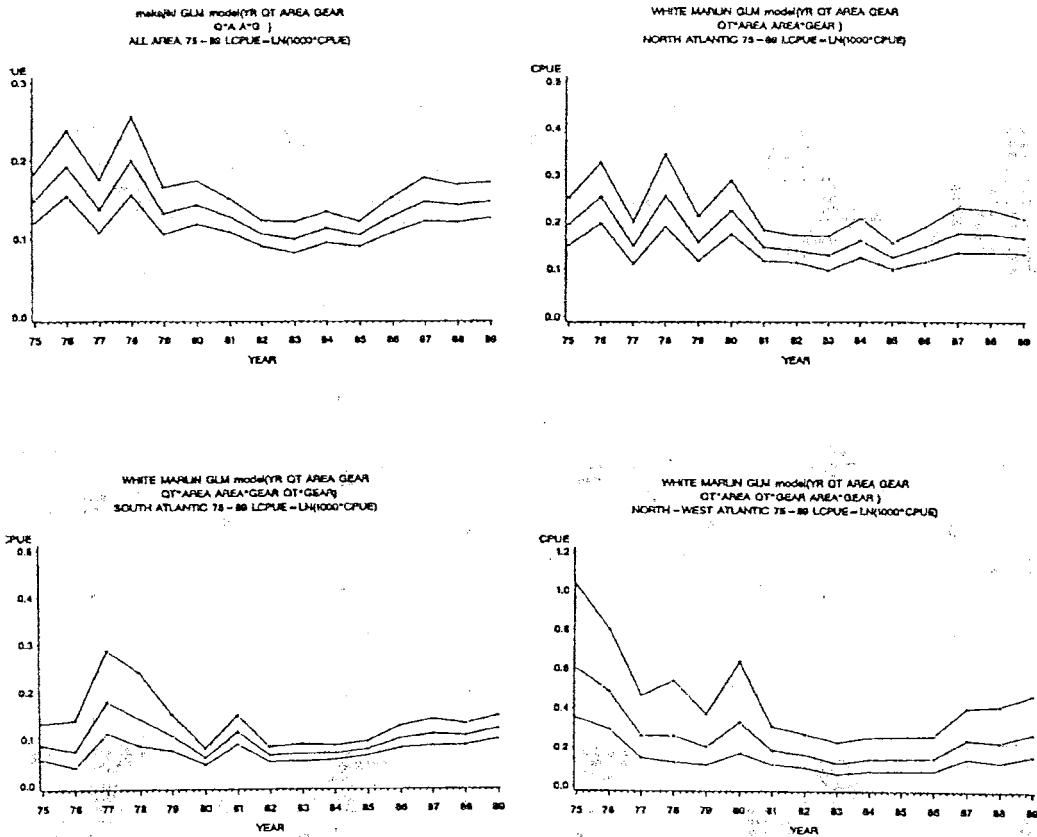 GLM model(YR QT AREA GEAR
Q*A A*G )
ALL AREA 75-89 LCPUE-LN(1000*CPUE)
UE
0.3
0.2
0.1
0.0
75 76 77 78 79 80 81 82 83 84 85 86 87 88 89
YEAR
WHITE MARLIN GLM model(YR QT AREA GEAR
QT*AREA AREA*GEAR )
NORTH ATLANTIC 75-89 LCPUE-LN(1000*CPUE)
CPUE
0.5
0.4
0.3
0.2
0.1
0.0
75 76 77 78 79 80 81 82 83 84 85 86 87 88 89
YEAR
WHITE MARLIN GLM model(YR QT AREA GEAR
QT*AREA AREA*GEAR QT*GEAR)
SOUTH ATLANTIC 75-89 LCPUE-LN(1000*CPUE)
CPUE
0.5
0.4
0.3
0.2
0.1
0.0
75 76 77 78 79 80 81 82 83 84 85 86 87 88 89
YEAR
WHITE MARLIN GLM model(YR QT AREA GEAR
QT*AREA QT*GEAR AREA*GEAR )
NORTH-WEST ATLANTIC 75-89 LCPUE-LN(1000*CPUE)
CPUE
1.2
1.0
0.8
0.6
0.4
0.2
0.0
75 76 77 78 79 80 81 82 83 84 85 86 87 88 89
YEAR